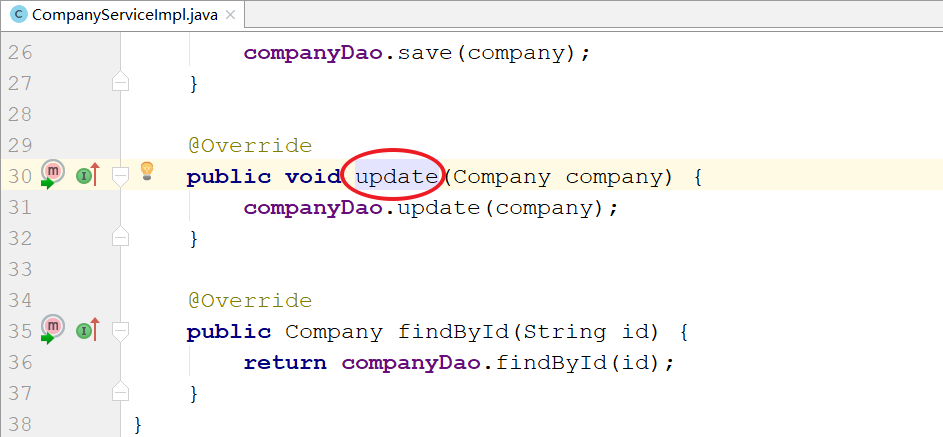 C CompanyServiceImpl.java ×
26 companyDao.save(company);
27 }
28
29 @Override
30 m I public void update(Company company) {
31 companyDao.update(company);
32 }
33
34 @Override
35 m I public Company findById(String id) {
36 return companyDao.findById(id);
37 }
38 }